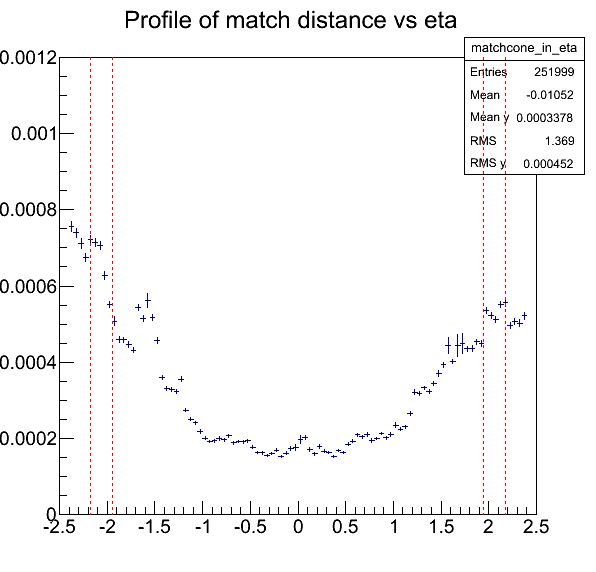 Profile of match distance vs eta
matchcone_in_eta
Entries 251999
Mean -0.01052
Mean y 0.0003378
RMS 1.369
RMS y 0.000452
0.0012
0.001
0.0008
0.0006
0.0004
0.0002
0
-2.5 -2 -1.5 -1 -0.5 0 0.5 1 1.5 2 2.5